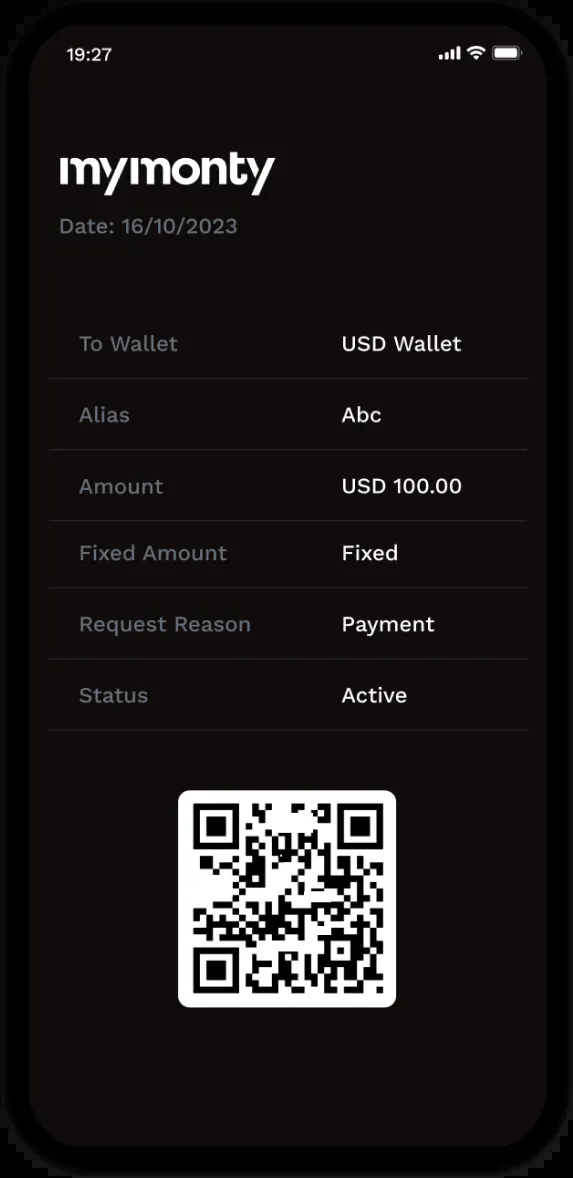 19:27
mymonty
Date: 16/10/2023
To Wallet USD Wallet
Alias Abc
Amount USD 100.00
Fixed Amount Fixed
Request Reason Payment
Status Active